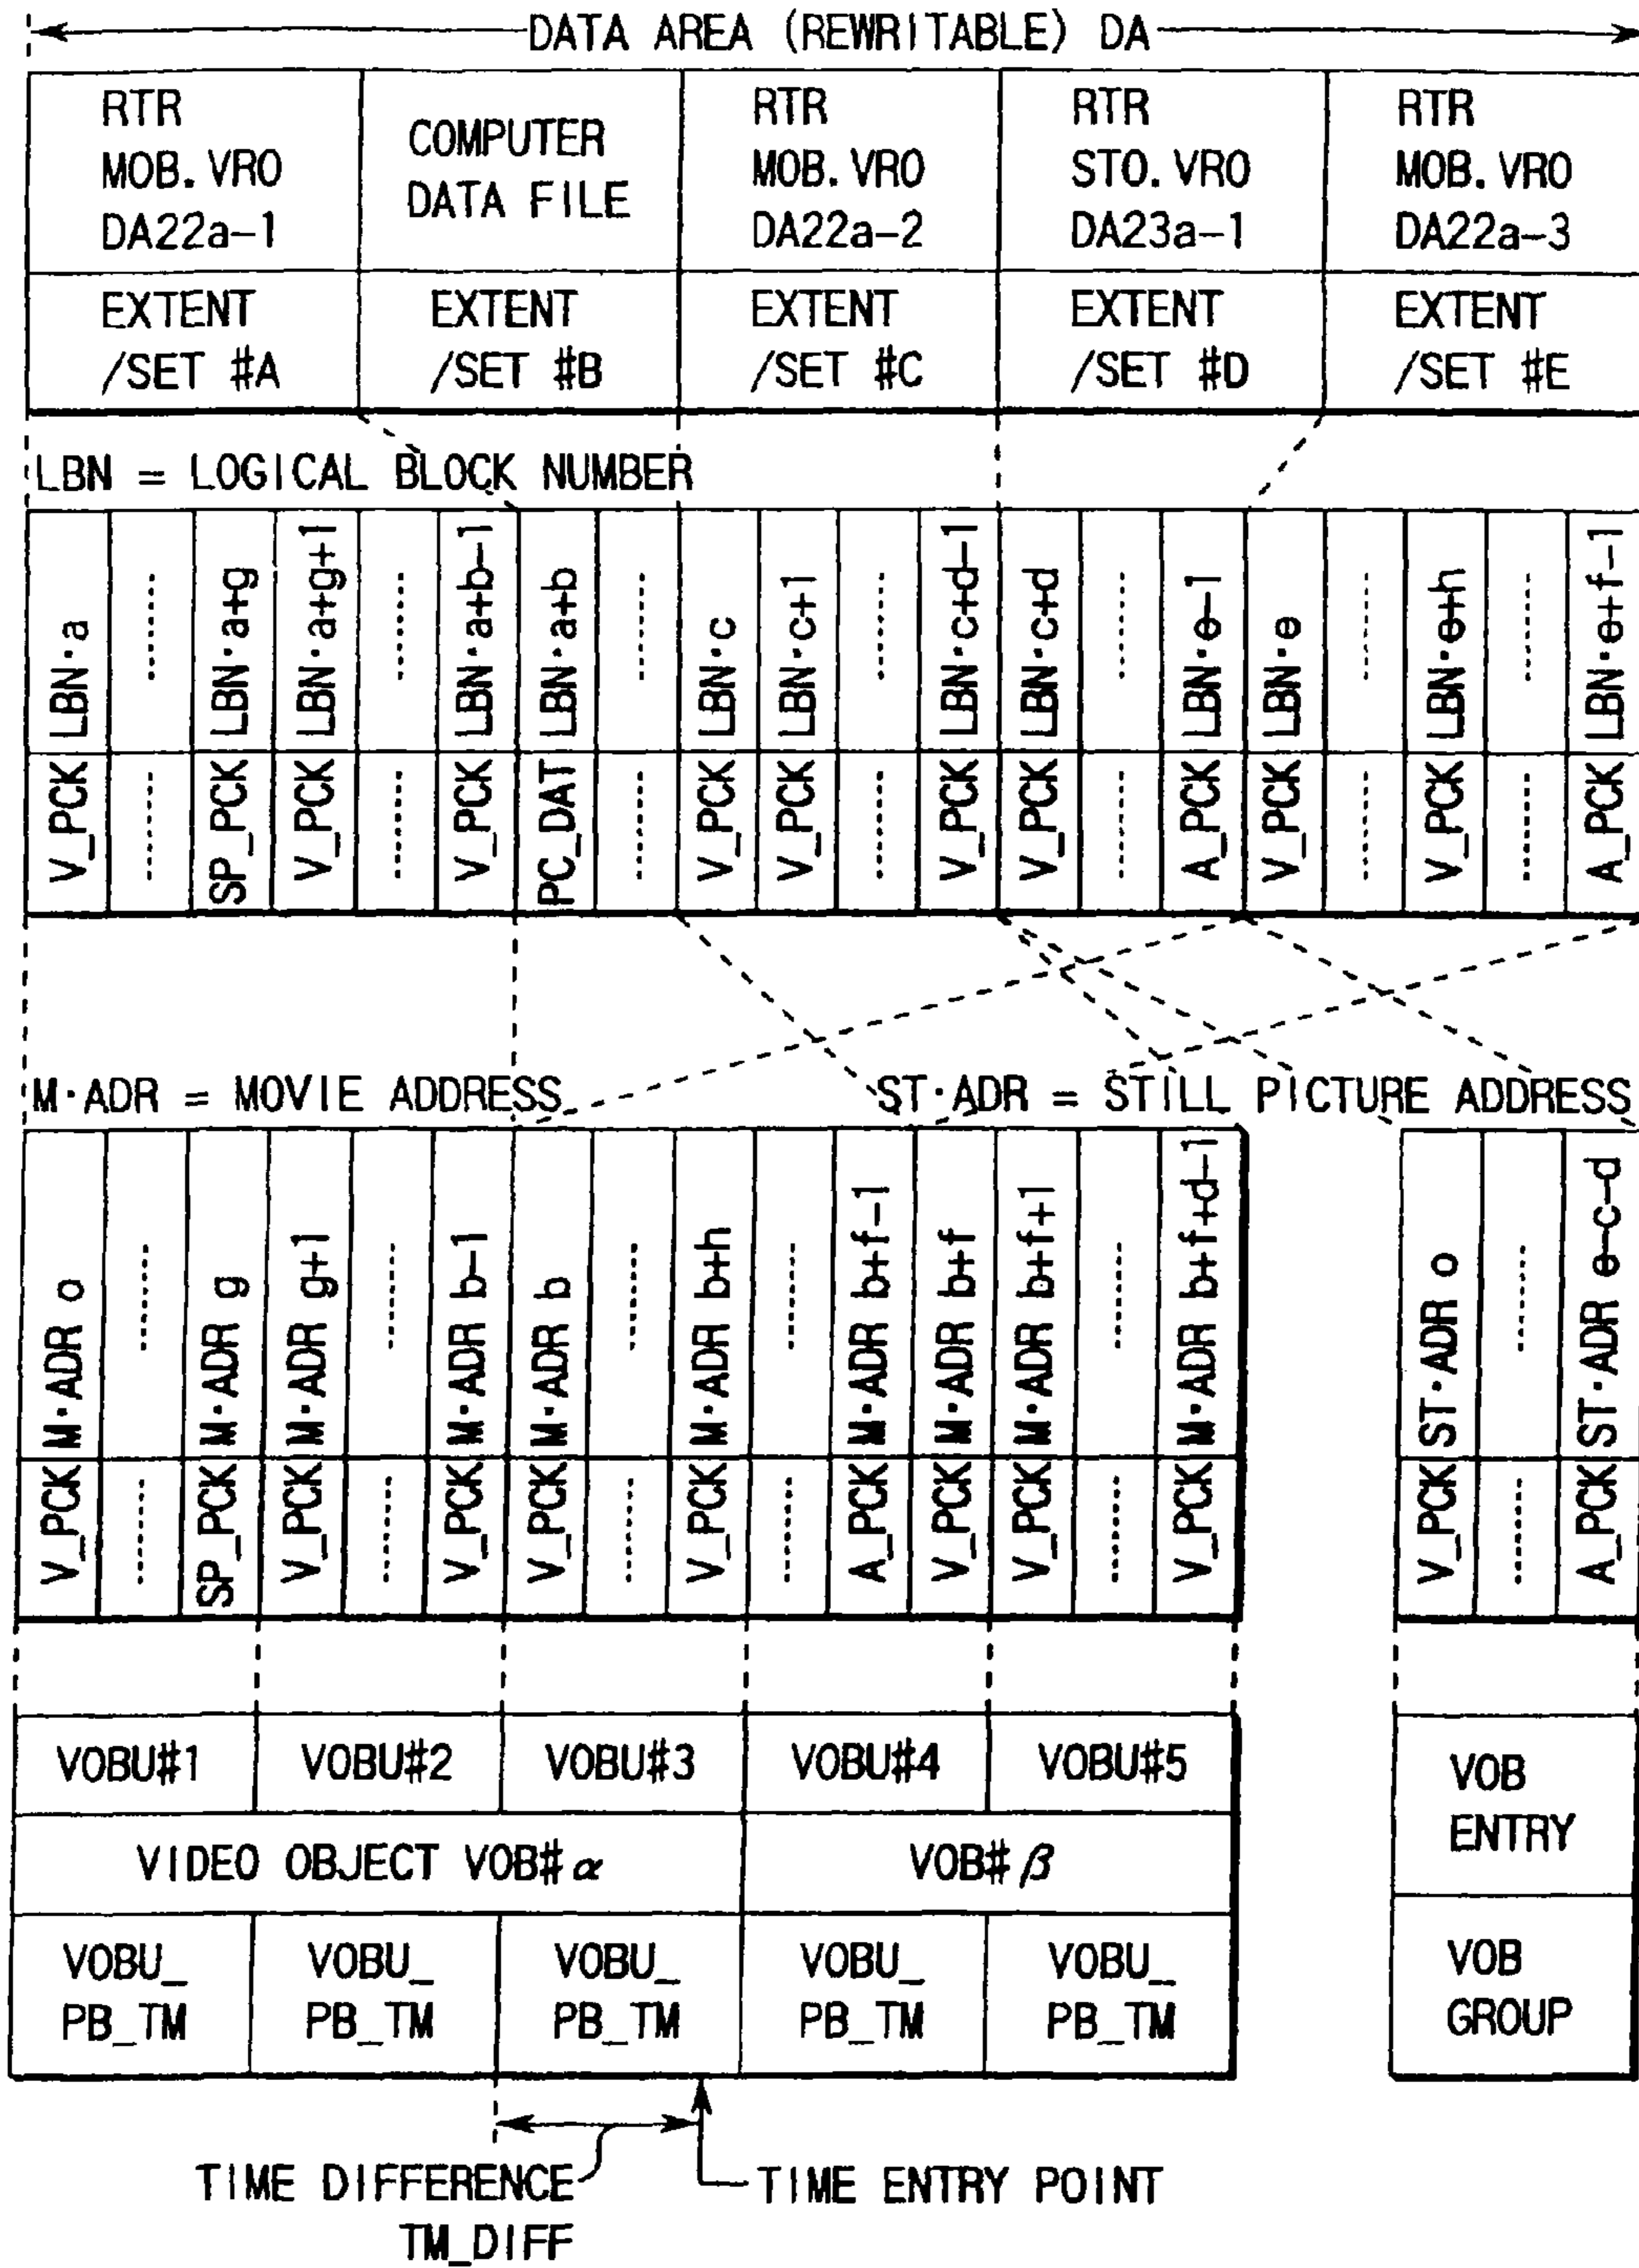 DATA AREA (REWRITABLE) DA
RTR
MOB.VRO
DA22a-1
COMPUTER
DATA FILE
RTR
MOB.VRO
DA22a-2
RTR
STO.VRO
DA23a-1
RTR
MOB.VRO
DA22a-3
EXTENT
/SET #A
EXTENT
/SET #B
EXTENT
/SET #C
EXTENT
/SET #D
EXTENT
/SET #E
LBN = LOGICAL BLOCK NUMBER
LBN·a
LBN·a+g
LBN·a+g+1
LBN·a+b-1
LBN·a+b
LBN·c
LBN·c+1
LBN·c+d-1
LBN·c+d
LBN·e-1
LBN·e
LBN·e+h
LBN·e+f-1
V_PCK
SP_PCK
V_PCK
V_PCK
PC_DAT
V_PCK
V_PCK
V_PCK
V_PCK
A_PCK
V_PCK
V_PCK
A_PCK
M·ADR = MOVIE ADDRESS
ST·ADR = STILL PICTURE ADDRESS
M·ADR o
M·ADR g
M·ADR g+1
M·ADR b-1
M·ADR b
M·ADR b+h
M·ADR b+f-1
M·ADR b+f
M·ADR b+f+1
M·ADR b+f+d-1
ST·ADR o
ST·ADR e-c-d
V_PCK
SP_PCK
V_PCK
V_PCK
V_PCK
V_PCK
A_PCK
V_PCK
V_PCK
V_PCK
V_PCK
A_PCK
VOBU#1
VOBU#2
VOBU#3
VOBU#4
VOBU#5
VOB
ENTRY
VIDEO OBJECT VOB#α
VOB#β
VOBU_
PB_TM
VOBU_
PB_TM
VOBU_
PB_TM
VOBU_
PB_TM
VOBU_
PB_TM
VOB
GROUP
TIME DIFFERENCE
TM_DIFF
TIME ENTRY POINT